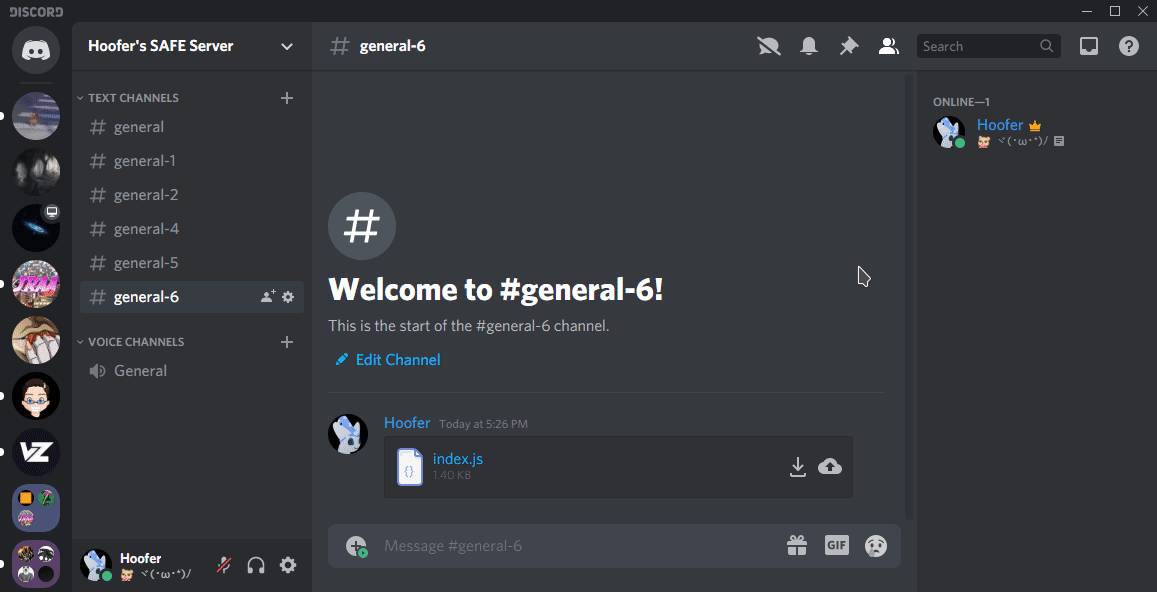 DISCORD
Hoofer's SAFE Server
TEXT CHANNELS
general
general-1
general-2
general-4
general-5
general-6
VOICE CHANNELS
General
Hoofer
ヾ(･ω･*)ﾉ
general-6
Search
Welcome to #general-6!
This is the start of the #general-6 channel.
Edit Channel
Hoofer Today at 5:26 PM
{}
index.js
1.40 KB
Message #general-6
GIF
ONLINE—1
Hoofer
ヾ(･ω･*)ﾉ
VZ